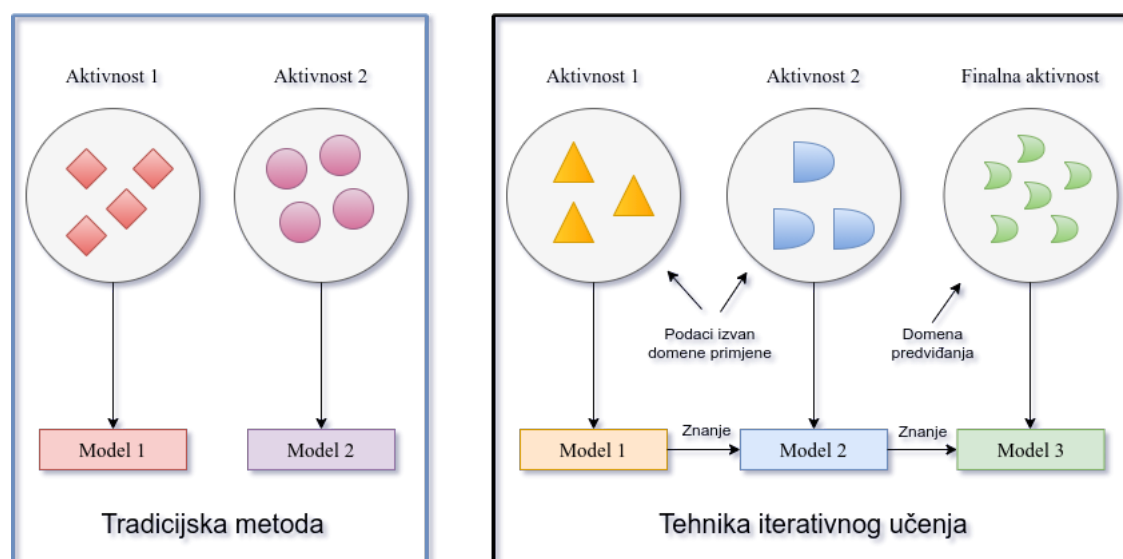 Aktivnost 1
Aktivnost 2
Model 1
Model 2
Tradicijska metoda
Aktivnost 1
Aktivnost 2
Finalna aktivnost
Podaci izvan
domene primjene
Domena
predviđanja
Model 1
Znanje
Model 2
Znanje
Model 3
Tehnika iterativnog učenja